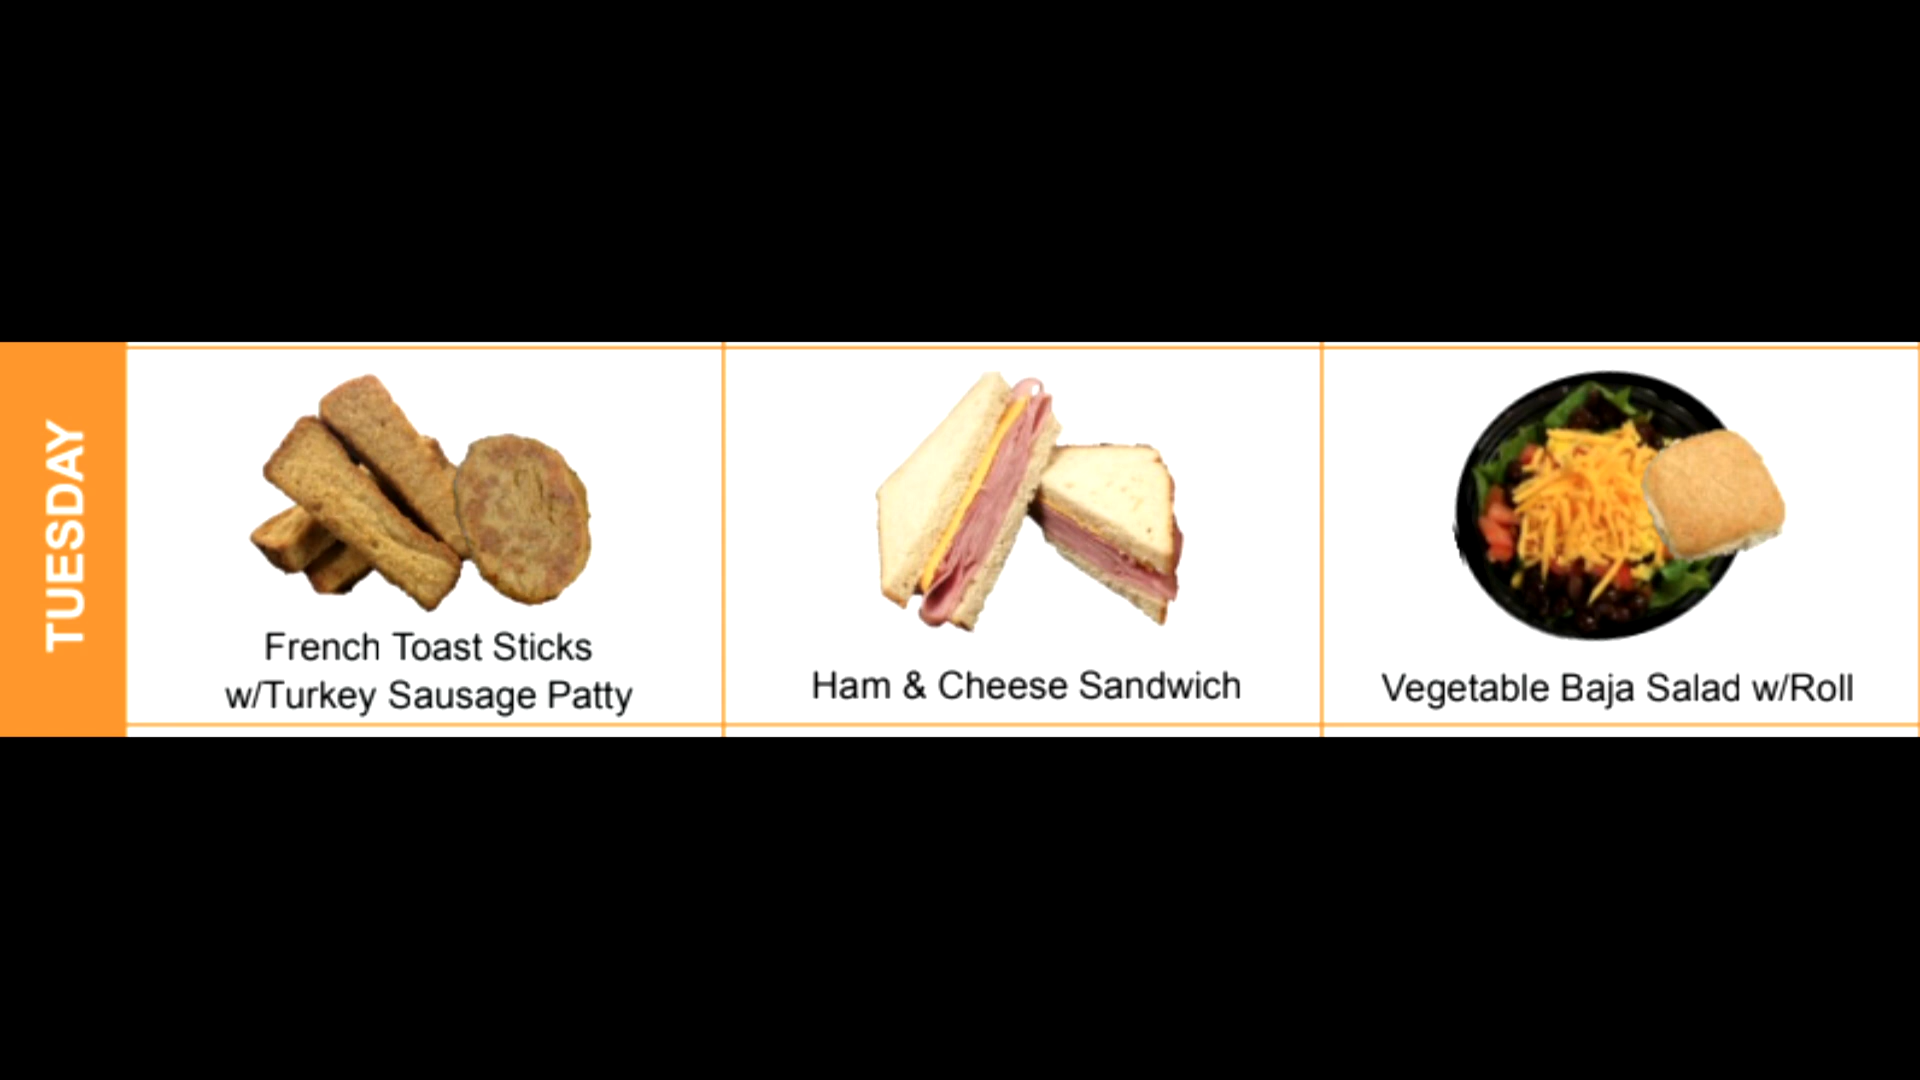 TUESDAY
French Toast Sticks
w/Turkey Sausage Patty
Ham & Cheese Sandwich
Vegetable Baja Salad w/Roll